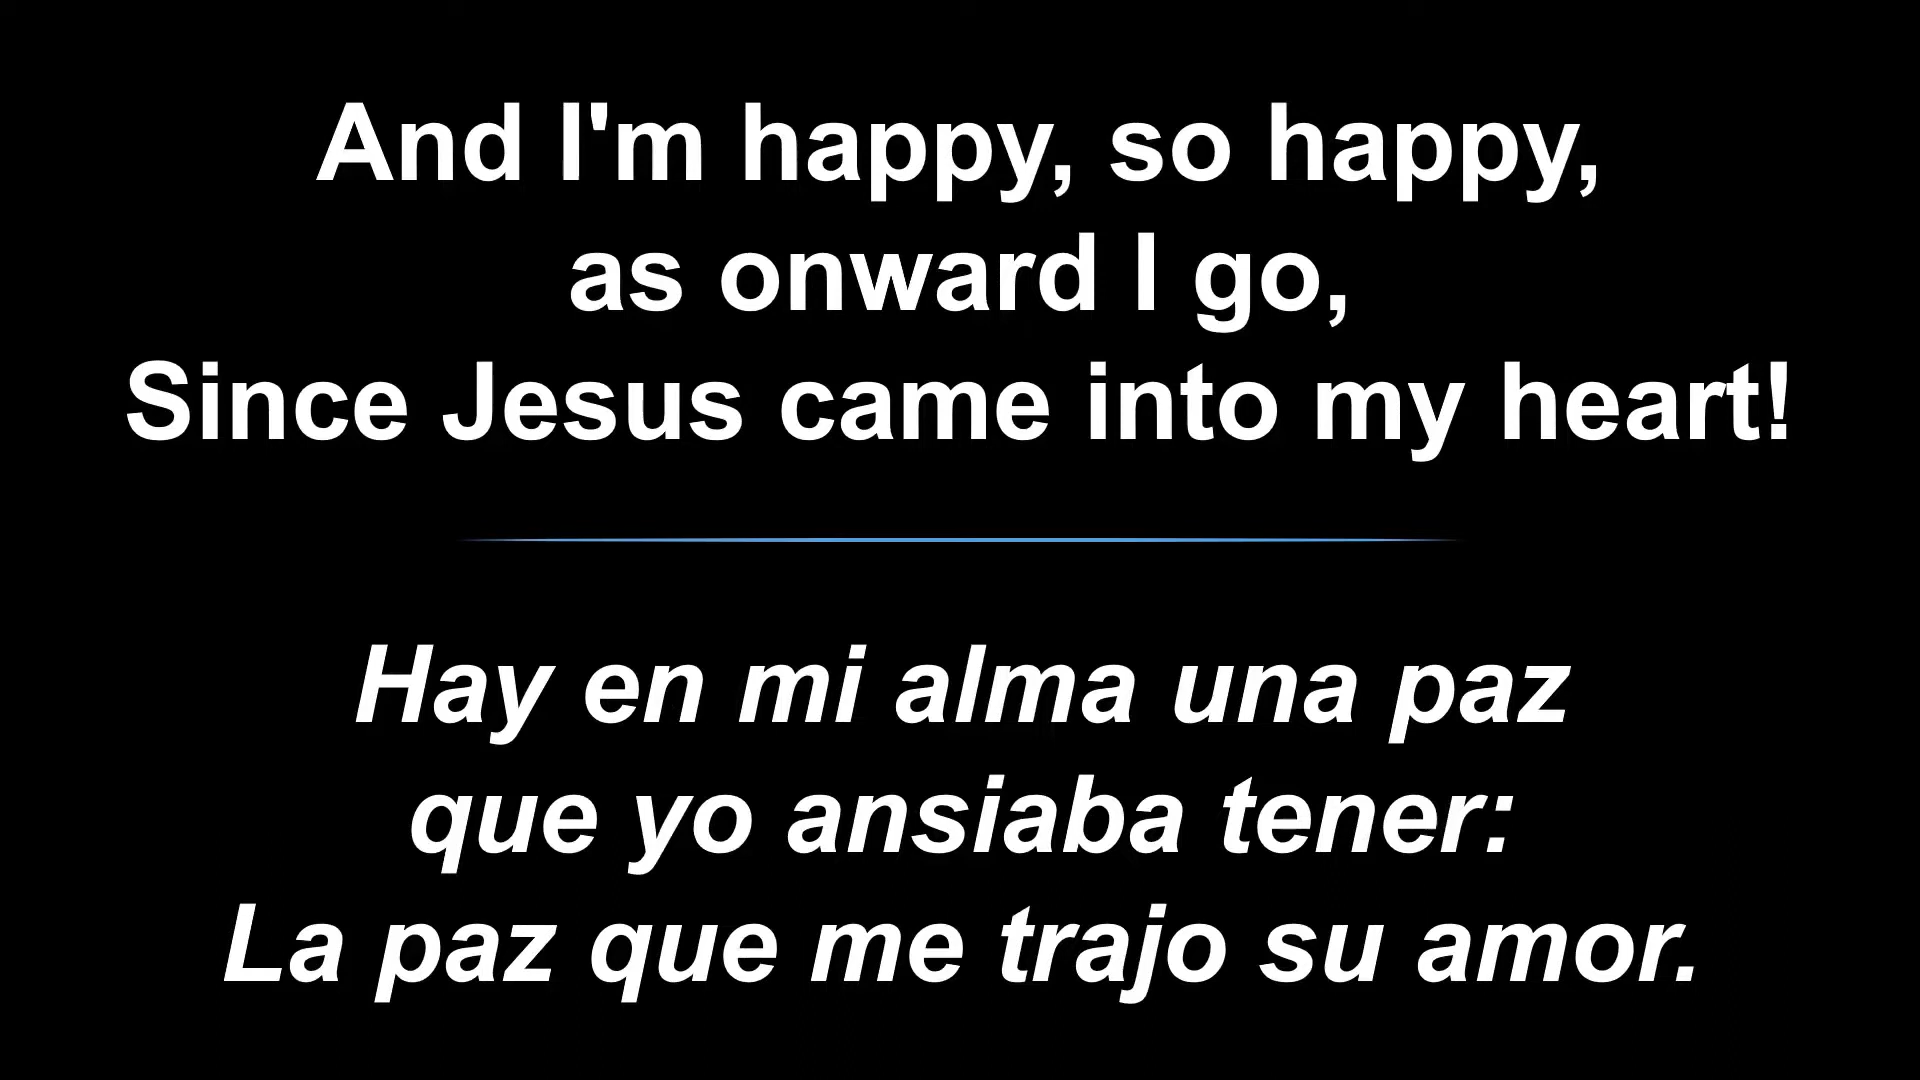 And I'm happy, so happy,
as onward I go,
Since Jesus came into my heart!
Hay en mi alma una paz
que yo ansiaba tener:
La paz que me trajo su amor.